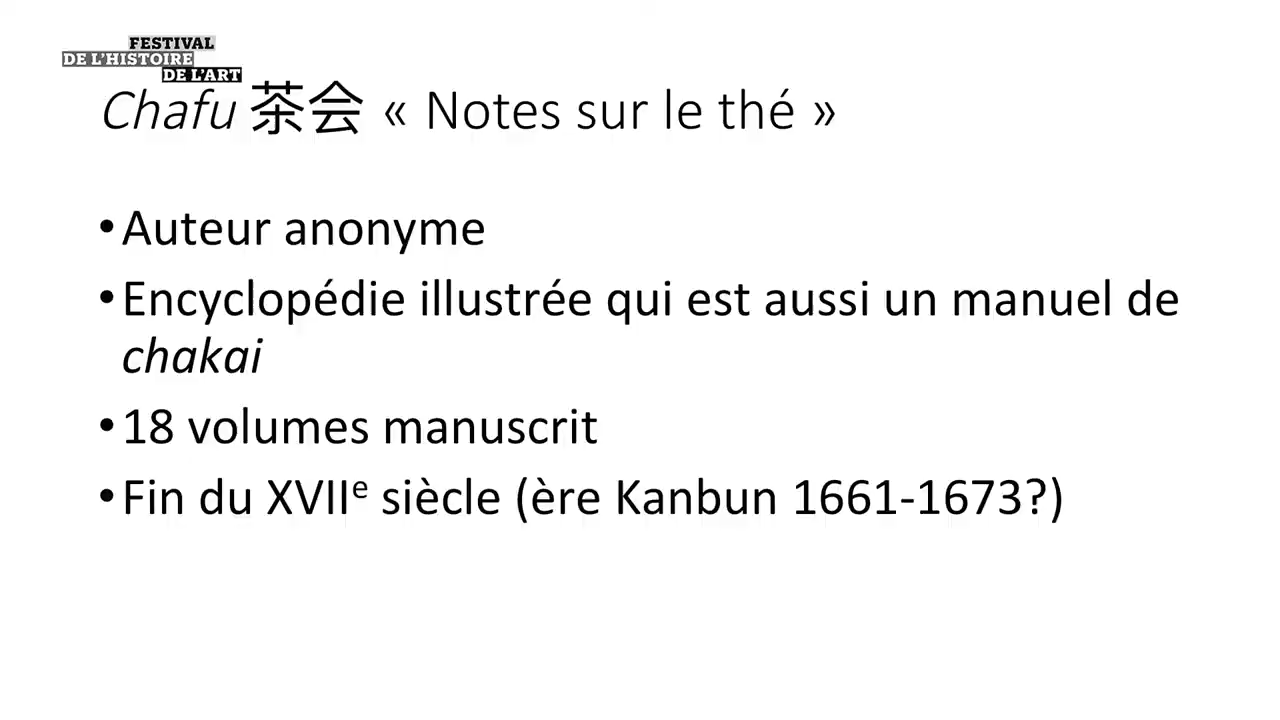 FESTIVAL
DE L'HISTOIRE
DE L'ART
Chafu 茶会 « Notes sur le thé »
•Auteur anonyme
•Encyclopédie illustrée qui est aussi un manuel de
chakai
•18 volumes manuscrit
•Fin du XVIIe siècle (ère Kanbun 1661-1673?)